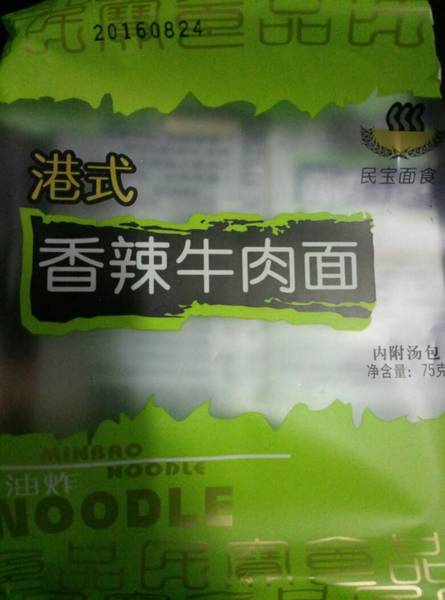 20160824
民宝面食
港式
香辣牛肉面
内附汤包
净含量：75克
MINBAO
NOODLE
油炸
NOODLE